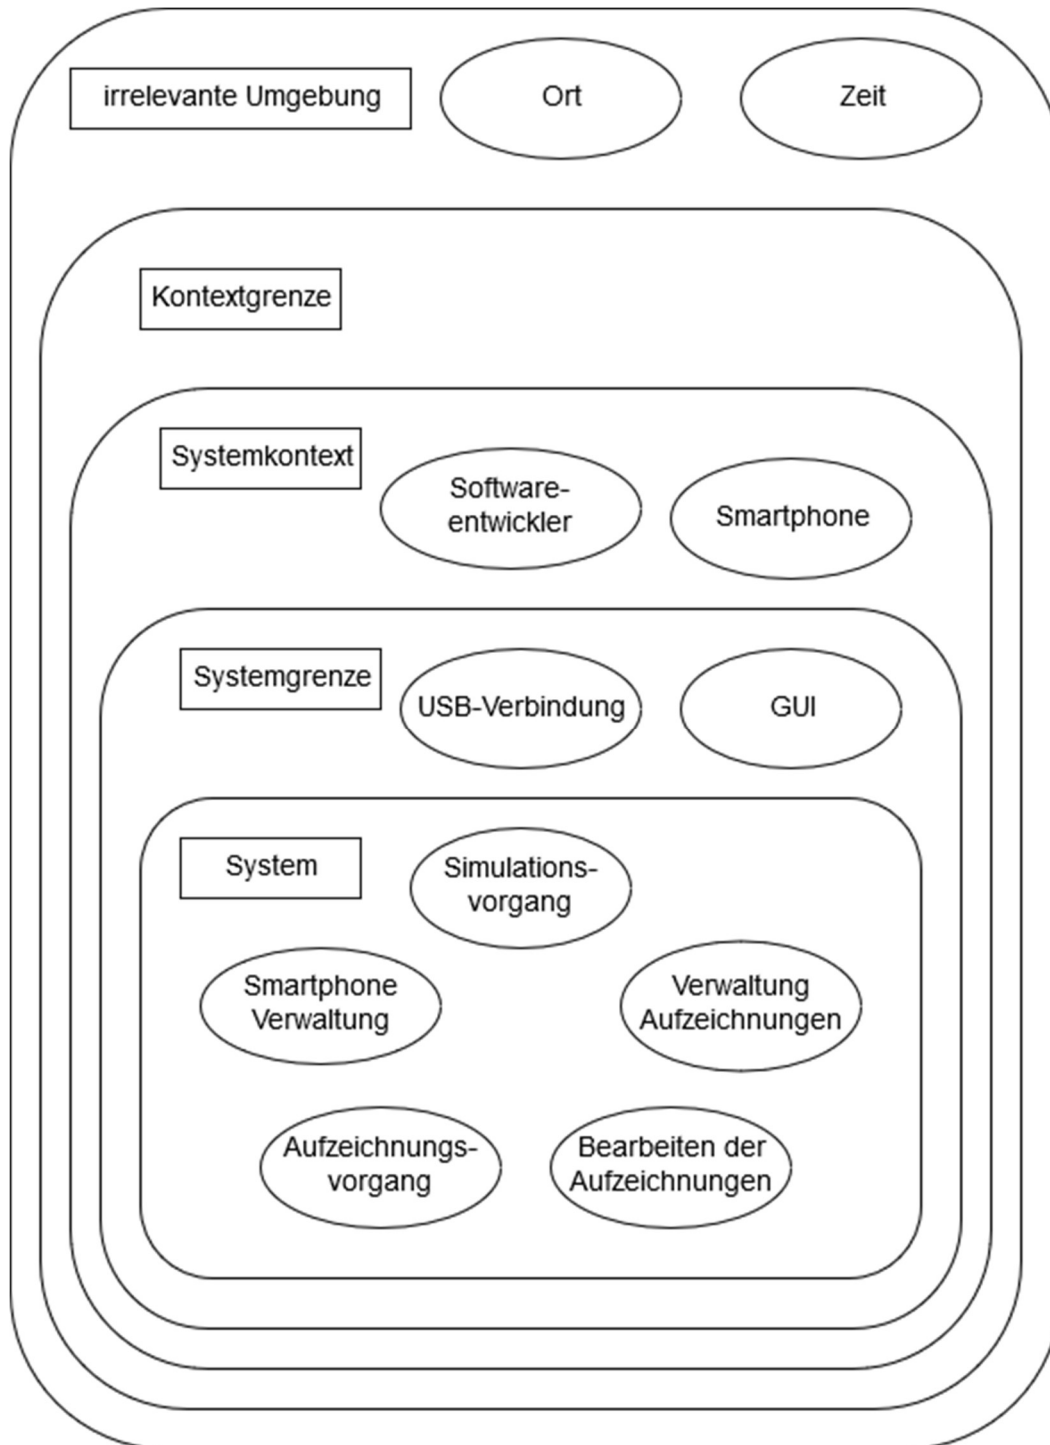 irrelevante Umgebung
Ort
Zeit
Kontextgrenze
Systemkontext
Software-
entwickler
Smartphone
Systemgrenze
USB-Verbindung
GUI
System
Simulations-
vorgang
Smartphone
Verwaltung
Verwaltung
Aufzeichnungen
Aufzeichnungs-
vorgang
Bearbeiten der
Aufzeichnungen